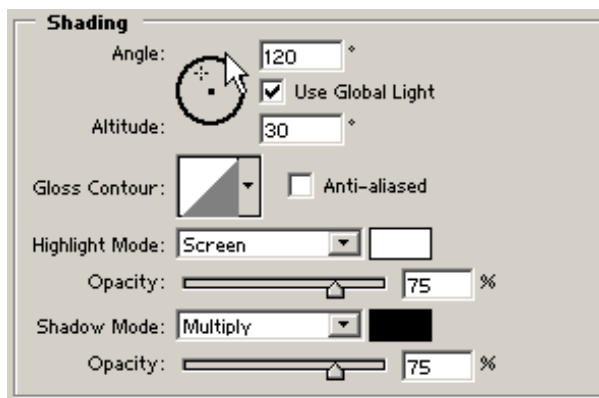 Shading
Angle: 120 °
Use Global Light
Altitude: 30 °
Gloss Contour: Anti-aliased
Highlight Mode: Screen
Opacity: 75 %
Shadow Mode: Multiply
Opacity: 75 %